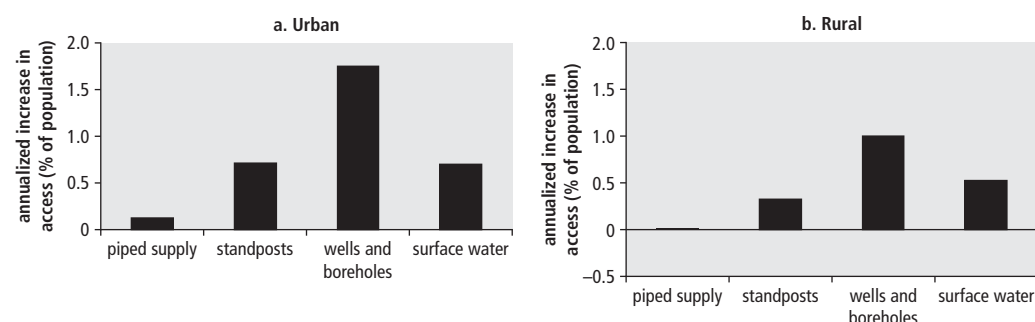 a. Urban
annualized increase in
access (% of population)
2.0
1.5
1.0
0.5
0
piped supply
standposts
wells and
boreholes
surface water
b. Rural
annualized increase in
access (% of population)
2.0
1.5
1.0
0.5
0
–0.5
piped supply
standposts
wells and
boreholes
surface water